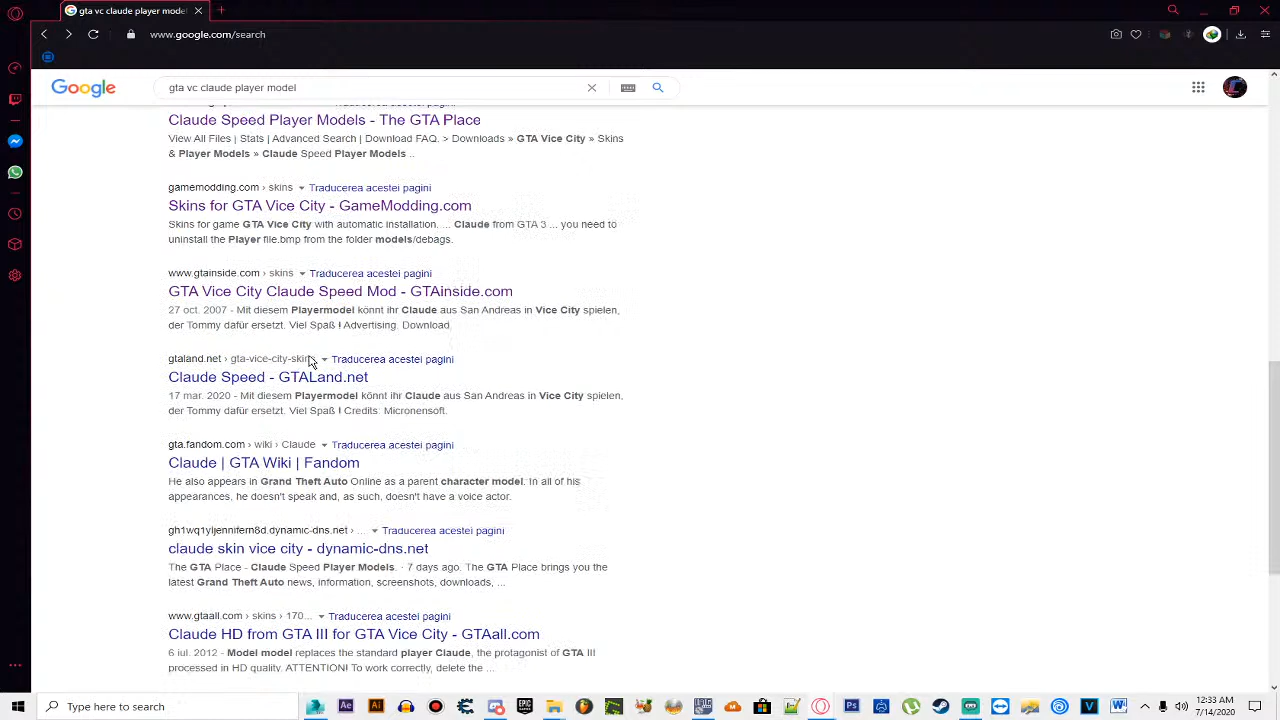 gta vc claude player model
www.google.com/search
Google
gta vc claude player model
Traducerea acestei pagini
Claude Speed Player Models - The GTA Place
View All Files | Stats | Advanced Search | Download FAQ. > Downloads » GTA Vice City » Skins
& Player Models » Claude Speed Player Models ..
gamemodding.com › skins Traducerea acestei pagini
Skins for GTA Vice City - GameModding.com
Skins for game GTA Vice City with automatic installation. ... Claude from GTA 3 ... you need to
uninstall the Player file.bmp from the folder models/debags.
www.gtainside.com › skins Traducerea acestei pagini
GTA Vice City Claude Speed Mod - GTAinside.com
27 oct. 2007 - Mit diesem Playermodel könnt ihr Claude aus San Andreas in Vice City spielen,
der Tommy dafür ersetzt. Viel Spaß ! Advertising. Download
gtaland.net › gta-vice-city-skins Traducerea acestei pagini
Claude Speed - GTALand.net
17 mar. 2020 - Mit diesem Playermodel könnt ihr Claude aus San Andreas in Vice City spielen,
der Tommy dafür ersetzt. Viel Spaß ! Credits: Micronensoft.
gta.fandom.com › wiki › Claude Traducerea acestei pagini
Claude | GTA Wiki | Fandom
He also appears in Grand Theft Auto Online as a parent character model. In all of his
appearances, he doesn't speak and, as such, doesn't have a voice actor.
gh1wq1yljennifern8d.dynamic-dns.net › ... Traducerea acestei pagini
claude skin vice city - dynamic-dns.net
The GTA Place - Claude Speed Player Models. · 7 days ago. The GTA Place brings you the
latest Grand Theft Auto news, information, screenshots, downloads, ...
www.gtaall.com › skins › 170... Traducerea acestei pagini
Claude HD from GTA III for GTA Vice City - GTAall.com
6 iul. 2012 - Model model replaces the standard player Claude, the protagonist of GTA III
processed in HD quality. ATTENTION! To work correctly, delete the ...
Type here to search
12:33 AM
7/14/2020